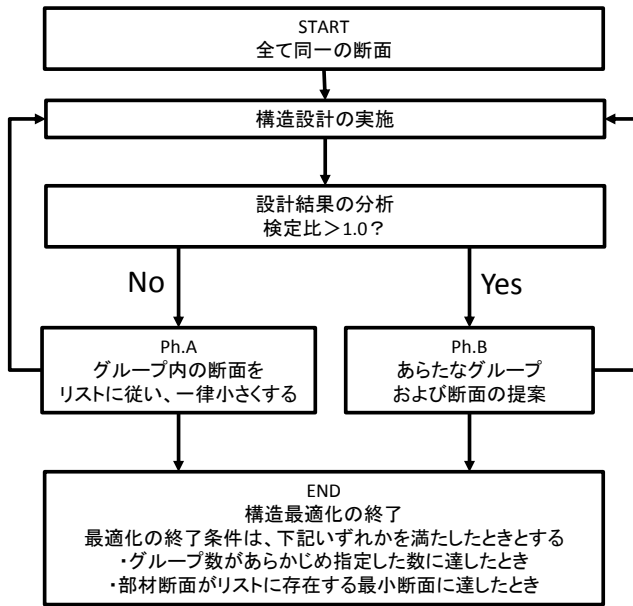 START
全て同一の断面
構造設計の実施
設計結果の分析
検定比＞1.0？
No
Yes
Ph.A
グループ内の断面を
リストに従い、一律小さくする
Ph.B
あらたなグループ
および断面の提案
END
構造最適化の終了
最適化の終了条件は、下記いずれかを満たしたときとする
・グループ数があらかじめ指定した数に達したとき
・部材断面がリストに存在する最小断面に達したとき